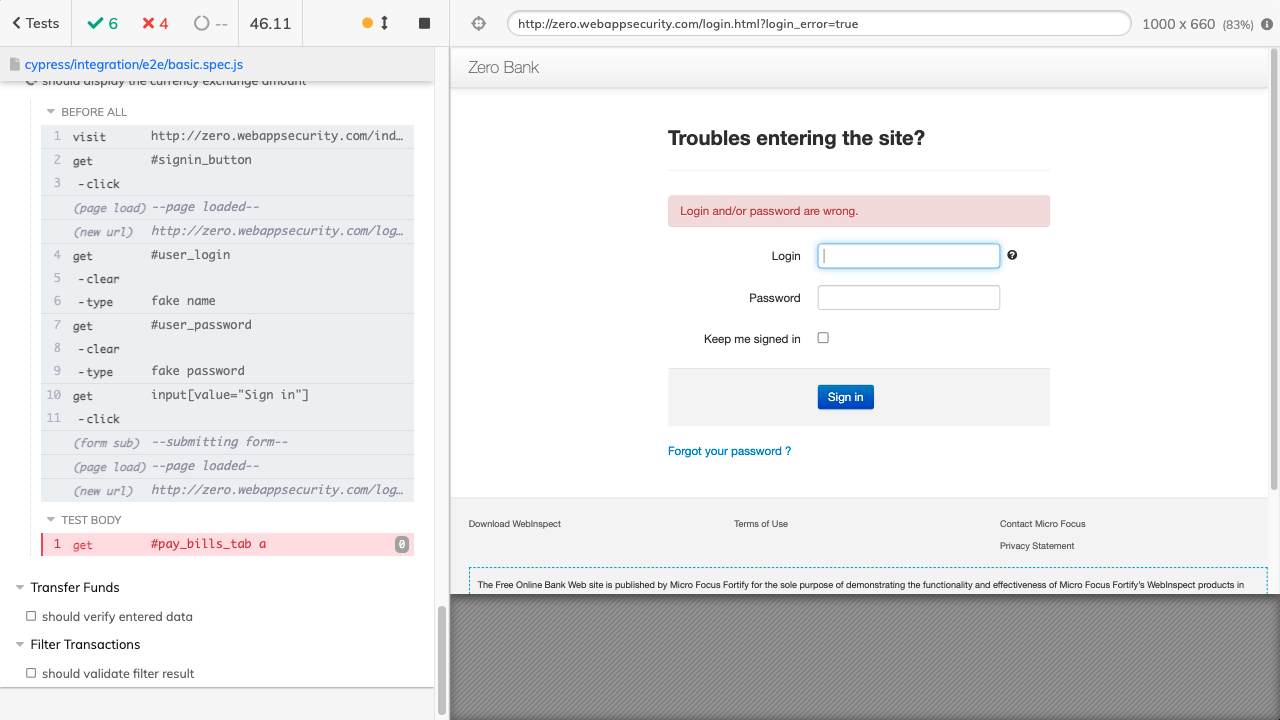 Tests
6
4
--
46.11
http://zero.webappsecurity.com/login.html?login_error=true
1000 x 660 (83%)
cypress/integration/e2e/basic.spec.js
should display the currency exchange amount
BEFORE ALL
1 visit http://zero.webappsecurity.com/ind…
2 get #signin_button
3 -click
(page load) --page loaded--
(new url) http://zero.webappsecurity.com/log…
4 get #user_login
5 -clear
6 -type fake name
7 get #user_password
8 -clear
9 -type fake password
10 get input[value="Sign in"]
11 -click
(form sub) --submitting form--
(page load) --page loaded--
(new url) http://zero.webappsecurity.com/log…
TEST BODY
1 get #pay_bills_tab a 0
Transfer Funds
should verify entered data
Filter Transactions
should validate filter result
Zero Bank
Troubles entering the site?
Login and/or password are wrong.
Login
Password
Keep me signed in
Sign in
Forgot your password ?
Download WebInspect
Terms of Use
Contact Micro Focus
Privacy Statement
The Free Online Bank Web site is published by Micro Focus Fortify for the sole purpose of demonstrating the functionality and effectiveness of Micro Focus Fortify's WebInspect products in